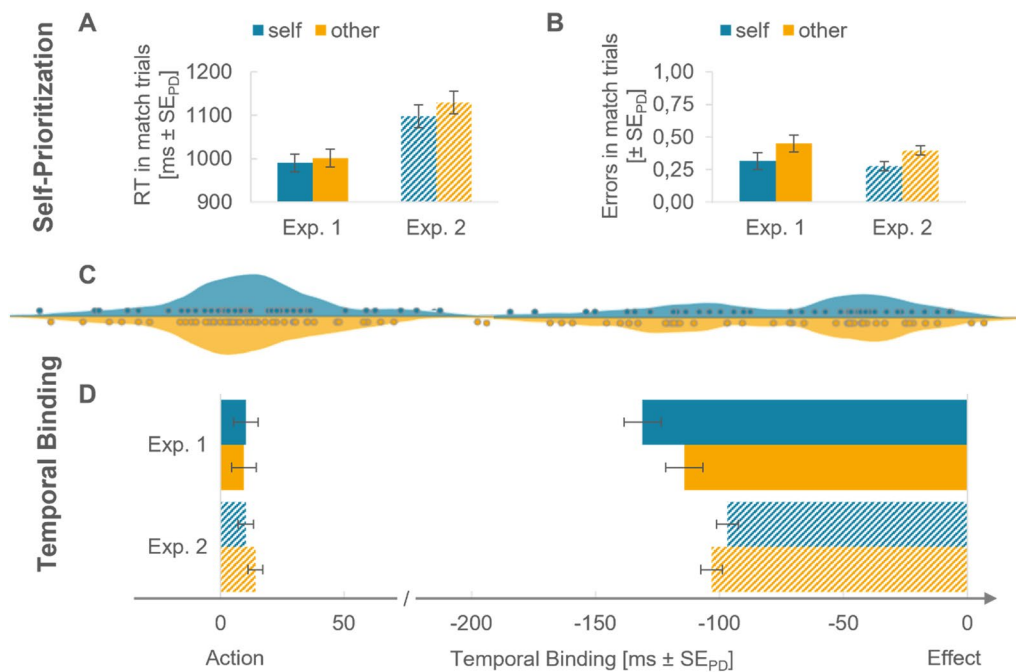 Self-Prioritization
A
self other
RT in match trials
[ms ± SE_PD]
1200
1100
1000
900
Exp. 1 Exp. 2
B
self other
Errors in match trials
[± SE_PD]
1,00
0,75
0,50
0,25
0,00
Exp. 1 Exp. 2
Temporal Binding
C
D
Exp. 1
Exp. 2
0 50 / -200 -150 -100 -50 0
Action Temporal Binding [ms ± SE_PD] Effect